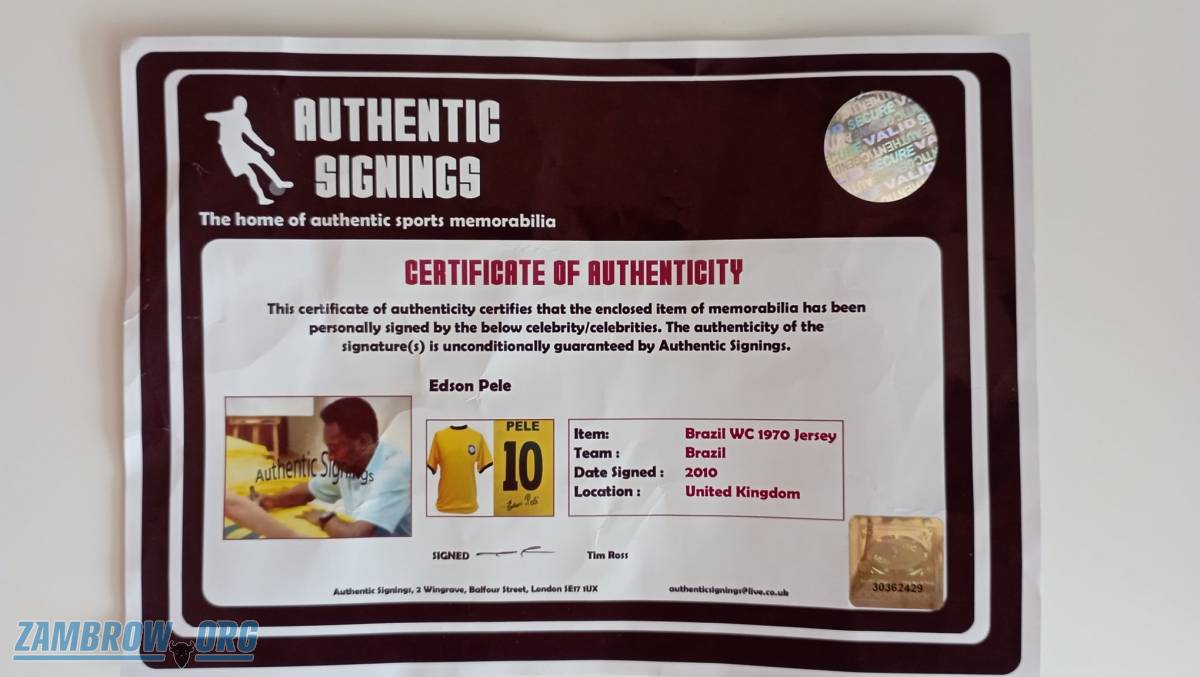 AUTHENTIC
SIGNINGS
The home of authentic sports memorabilia
SECURE
VALID
SECURE
VALID
CERTIFICATE OF AUTHENTICITY
This certificate of authenticity certifies that the enclosed item of memorabilia has been
personally signed by the below celebrity/celebrities. The authenticity of the
signature(s) is unconditionally guaranteed by Authentic Signings.
Edson Pele
Authentic Signings
PELE
10
Item: Brazil WC 1970 Jersey
Team : Brazil
Date Signed : 2010
Location : United Kingdom
SIGNED Tim Ross
Authentic Signings, 2 Wingrave, Balfour Street, London SE17 1UX authenticsignings@live.co.uk
30362429
ZAMBROW.ORG